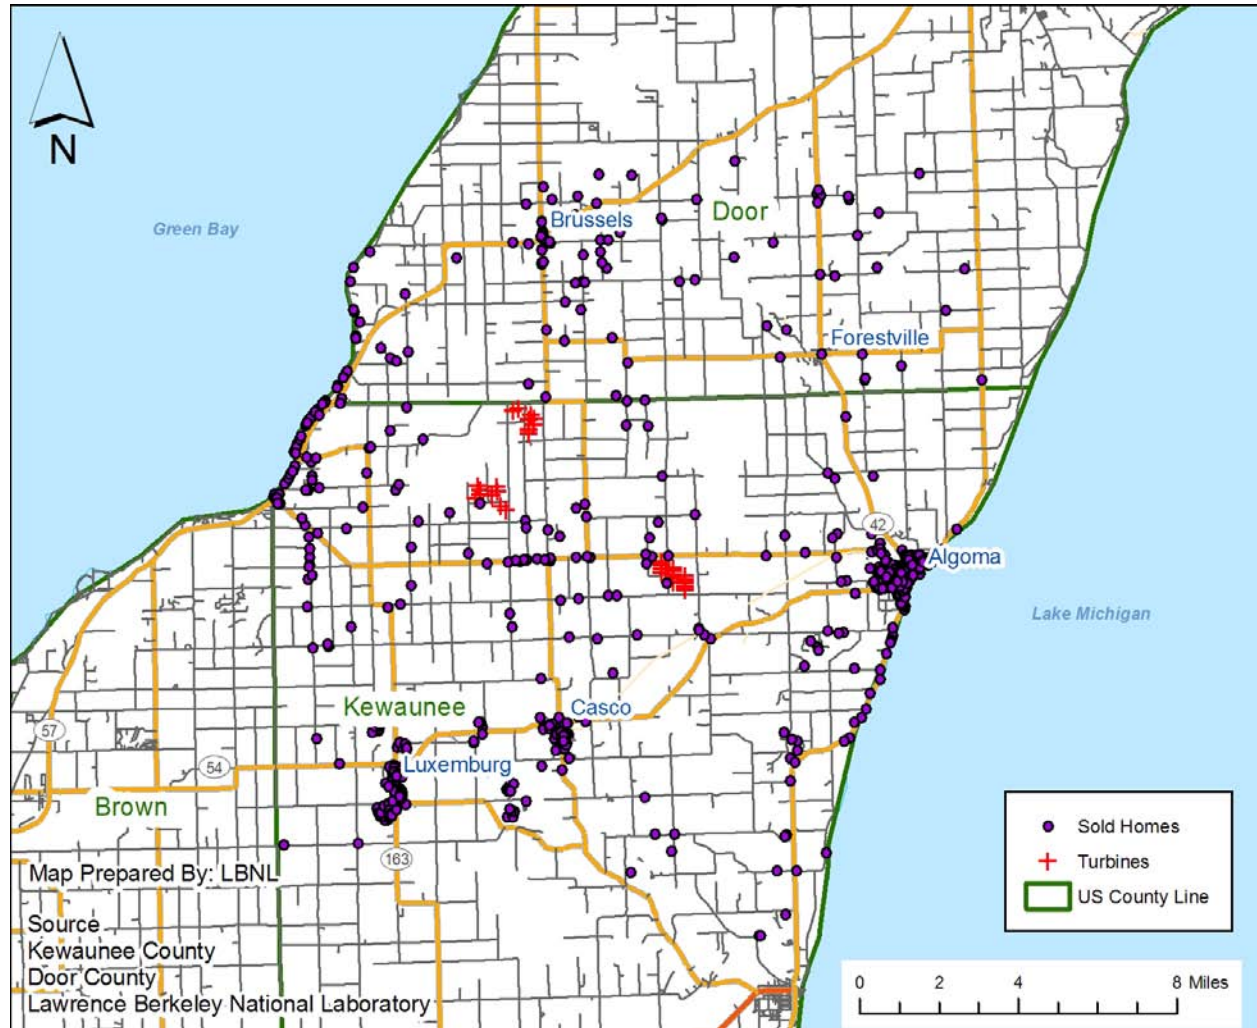 N
Green Bay
Brussels
Door
Forestville
42
Algoma
Lake Michigan
Kewaunee
Casco
57
54
Luxemburg
Brown
163
Map Prepared By: LBNL
Source
Kewaunee County
Door County
Lawrence Berkeley National Laboratory
Sold Homes
Turbines
US County Line
0 2 4 8 Miles